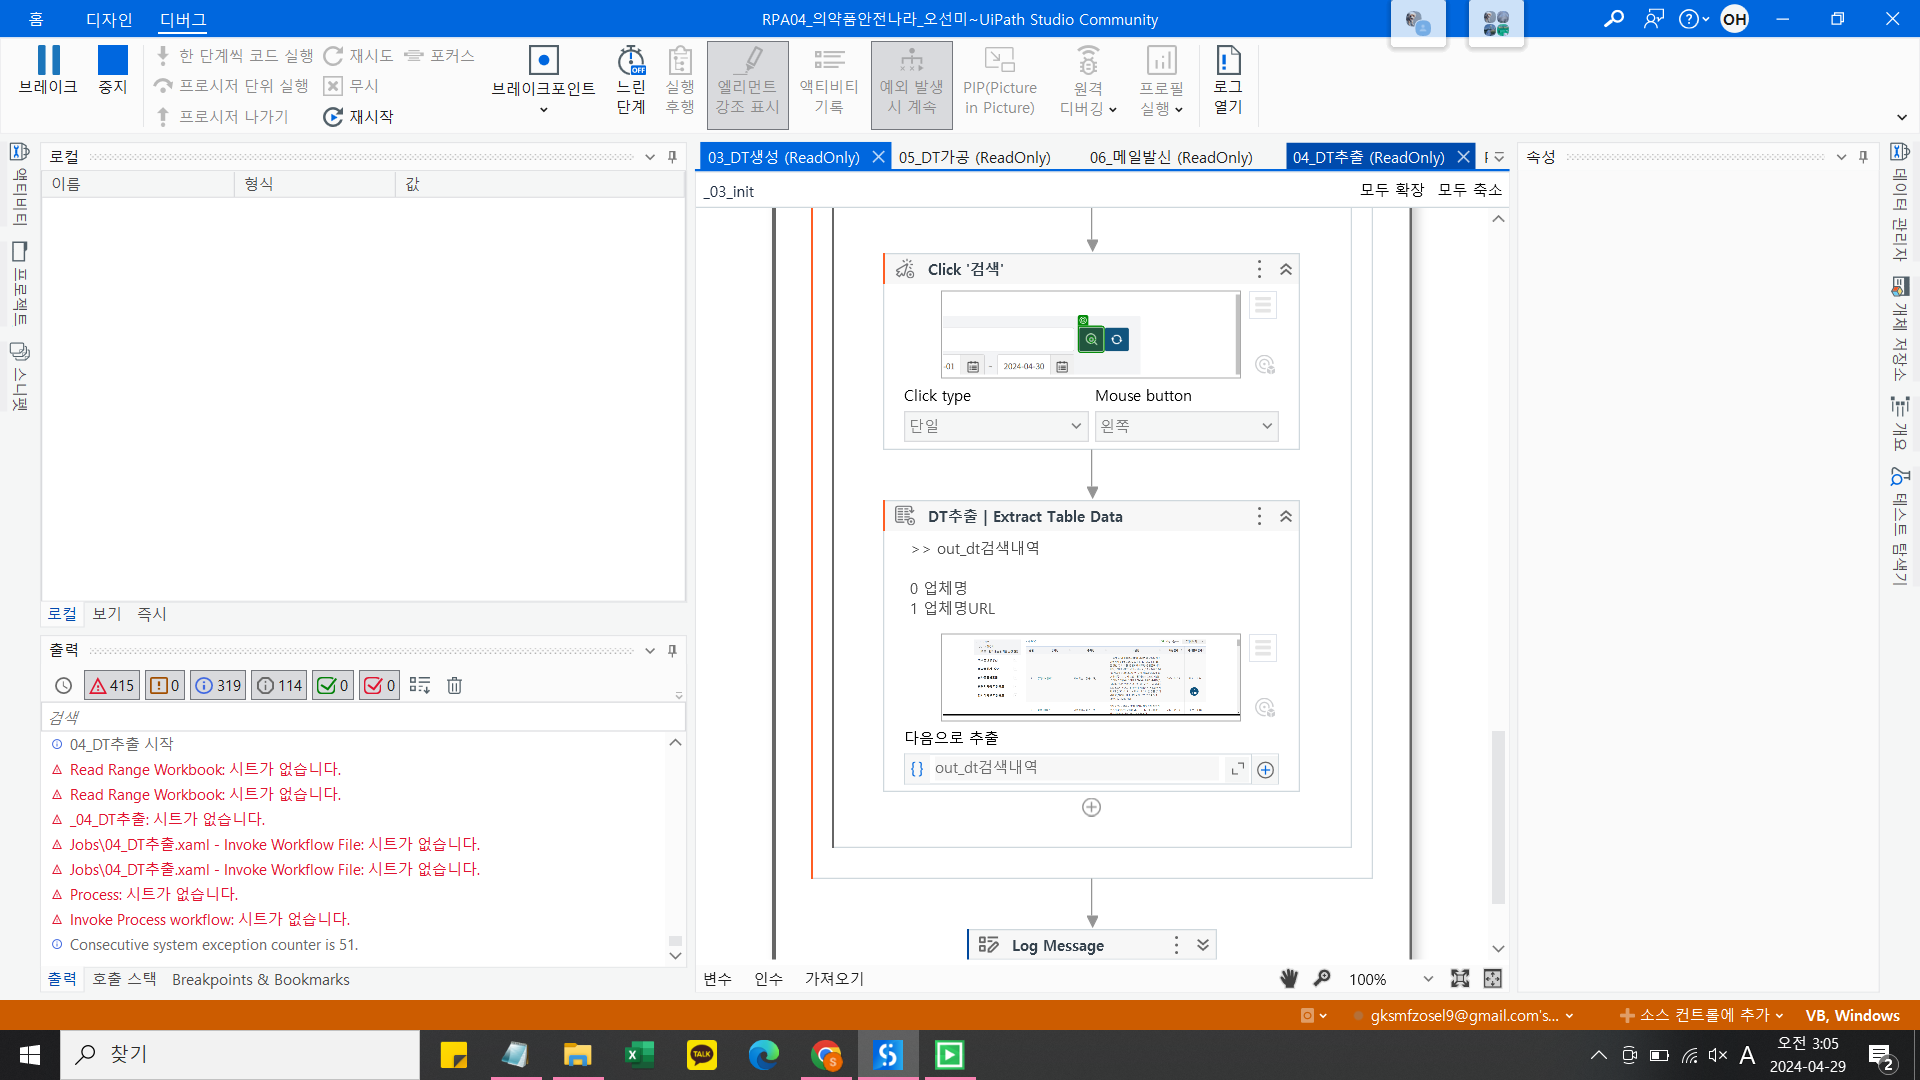 홈
디자인
디버그
RPA04_의약품안전나라_오선미~UiPath Studio Community
OH
브레이크
중지
한 단계씩 코드 실행
재시도
포커스
프로시저 단위 실행
무시
프로시저 나가기
재시작
브레이크포인트
느린
단계
OFF
실행
후행
엘리먼트
강조 표시
액티비티
기록
예외 발생
시 계속
PIP(Picture
in Picture)
원격
디버깅
프로필
실행
로그
열기
액티비티
프로젝트
스니펫
로컬
이름
형식
값
로컬
보기
즉시
출력
415
0
319
114
0
0
검색
04_DT추출 시작
Read Range Workbook: 시트가 없습니다.
Read Range Workbook: 시트가 없습니다.
_04_DT추출: 시트가 없습니다.
Jobs\04_DT추출.xaml - Invoke Workflow File: 시트가 없습니다.
Jobs\04_DT추출.xaml - Invoke Workflow File: 시트가 없습니다.
Process: 시트가 없습니다.
Invoke Process workflow: 시트가 없습니다.
Consecutive system exception counter is 51.
출력
호출 스택
Breakpoints & Bookmarks
03_DT생성 (ReadOnly)
05_DT가공 (ReadOnly)
06_메일발신 (ReadOnly)
04_DT추출 (ReadOnly)
_03_init
모두 확장
모두 축소
Click '검색'
-01
-
2024-04-30
Click type
Mouse button
단일
왼쪽
DT추출 | Extract Table Data
>> out_dt검색내역
0 업체명
1 업체명URL
다음으로 추출
{} out_dt검색내역
Log Message
변수
인수
가져오기
100%
속성
데이터 관리자
개체 저장소
개요
테스트 탐색기
gksmfzosel9@gmail.com's...
소스 컨트롤에 추가
VB, Windows
찾기
TALK
S
A
오전 3:05
2024-04-29
2